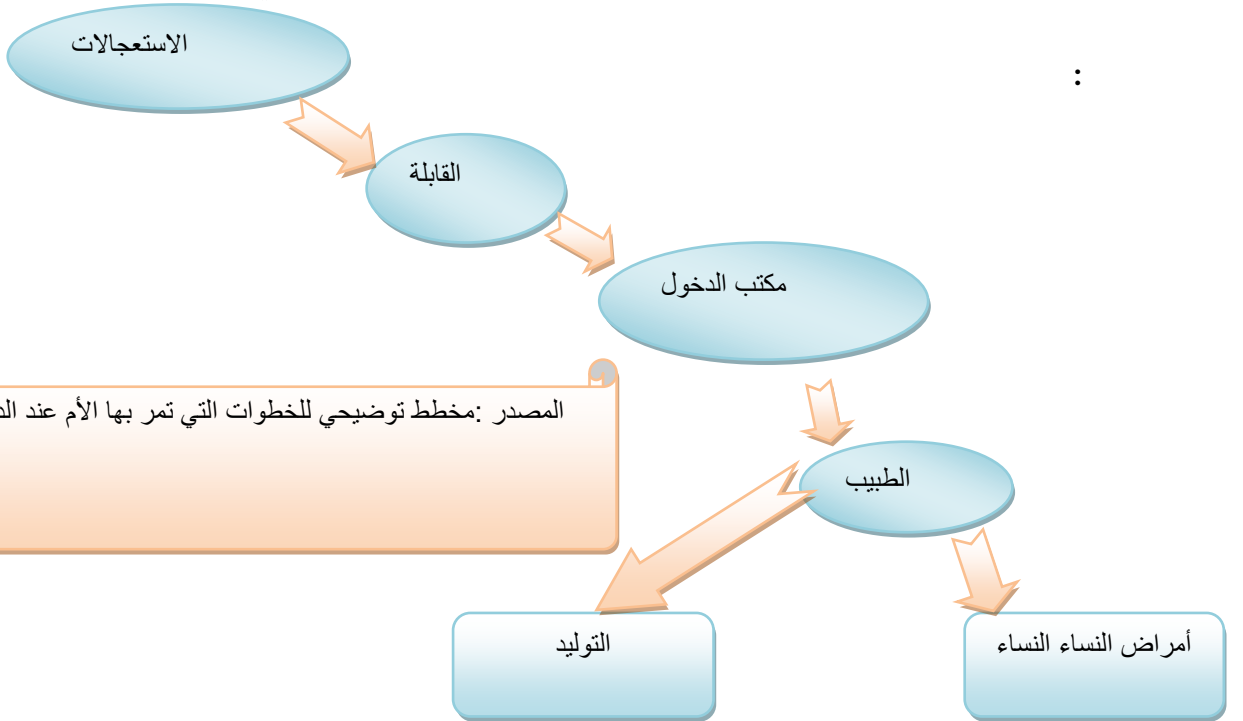 الاستعجالات
:
القابلة
مكتب الدخول
المصدر :مخطط توضيحي للخطوات التي تمر بها الأم عند
الطبيب
التوليد
أمراض النساء النساء